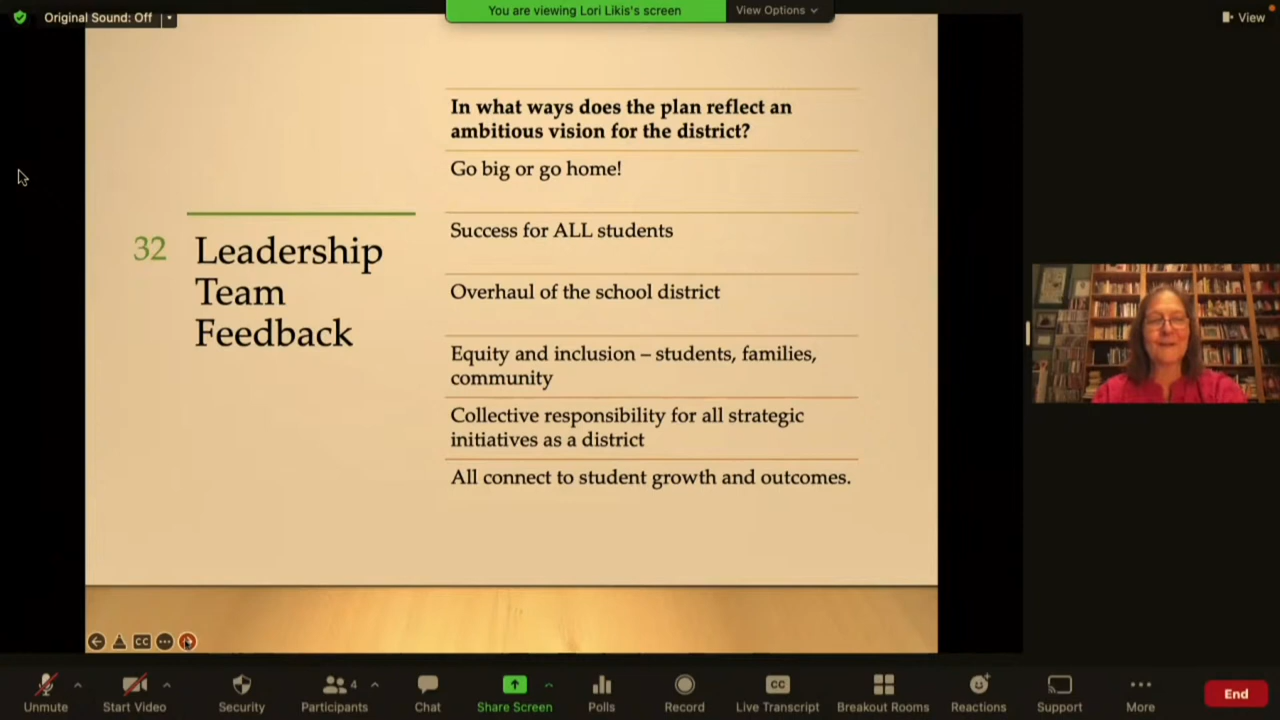 Original Sound: Off
You are viewing Lori Likis's screen
View Options
View
In what ways does the plan reflect an
ambitious vision for the district?
Go big or go home!
32
Leadership
Team
Feedback
Success for ALL students
Overhaul of the school district
Equity and inclusion – students, families,
community
Collective responsibility for all strategic
initiatives as a district
All connect to student growth and outcomes.
CC
Unmute
Start Video
Security
4
Participants
Chat
Share Screen
Polls
Record
CC
Live Transcript
Breakout Rooms
Reactions
Support
More
End